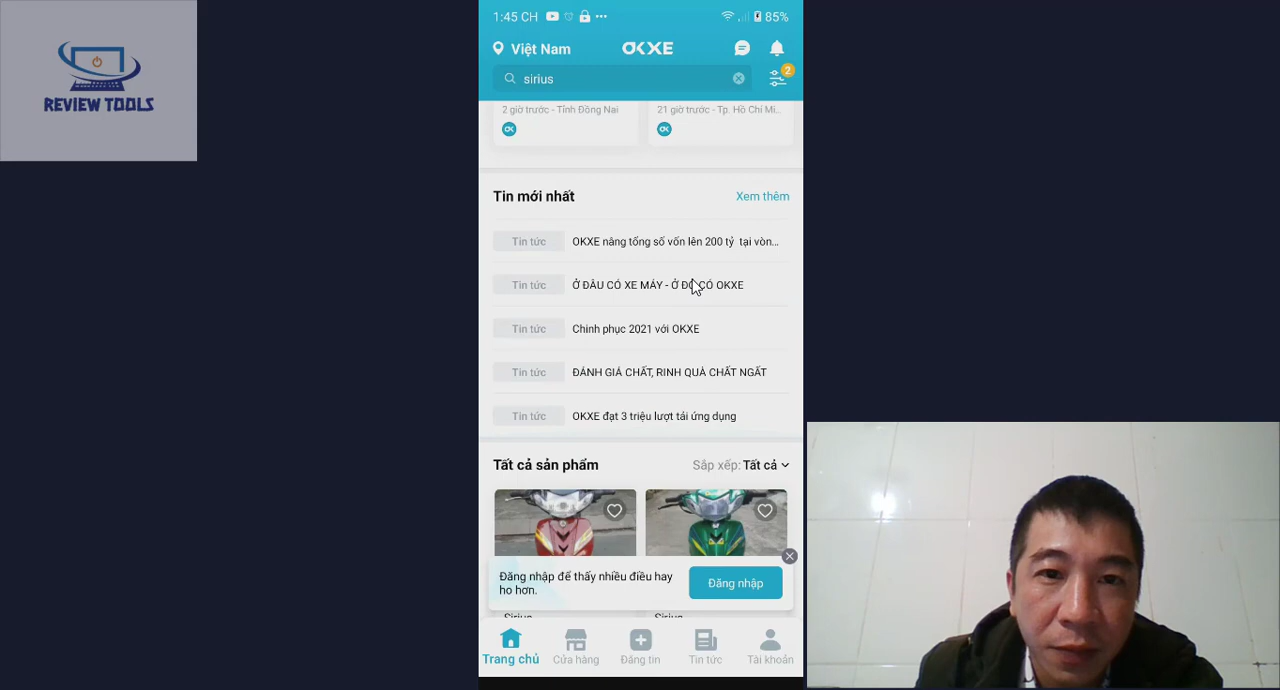 REVIEW TOOLS
1:45 CH
85%
Việt Nam
OKXE
sirius
2
2 giờ trước - Tỉnh Đồng Nai
21 giờ trước - Tp. Hồ Chí Mi...
OK
OK
Tin mới nhất
Xem thêm
Tin tức
OKXE nâng tổng số vốn lên 200 tỷ tại vòn...
Tin tức
Ở ĐÂU CÓ XE MÁY - Ở ĐÓ CÓ OKXE
Tin tức
Chinh phục 2021 với OKXE
Tin tức
ĐÁNH GIÁ CHẤT, RINH QUÀ CHẤT NGẤT
Tin tức
OKXE đạt 3 triệu lượt tải ứng dụng
Tất cả sản phẩm
Sắp xếp: Tất cả
Đăng nhập để thấy nhiều điều hay
ho hơn.
Đăng nhập
Sirius
Sirius
Trang chủ
Cửa hàng
Đăng tin
Tin tức
Tài khoản